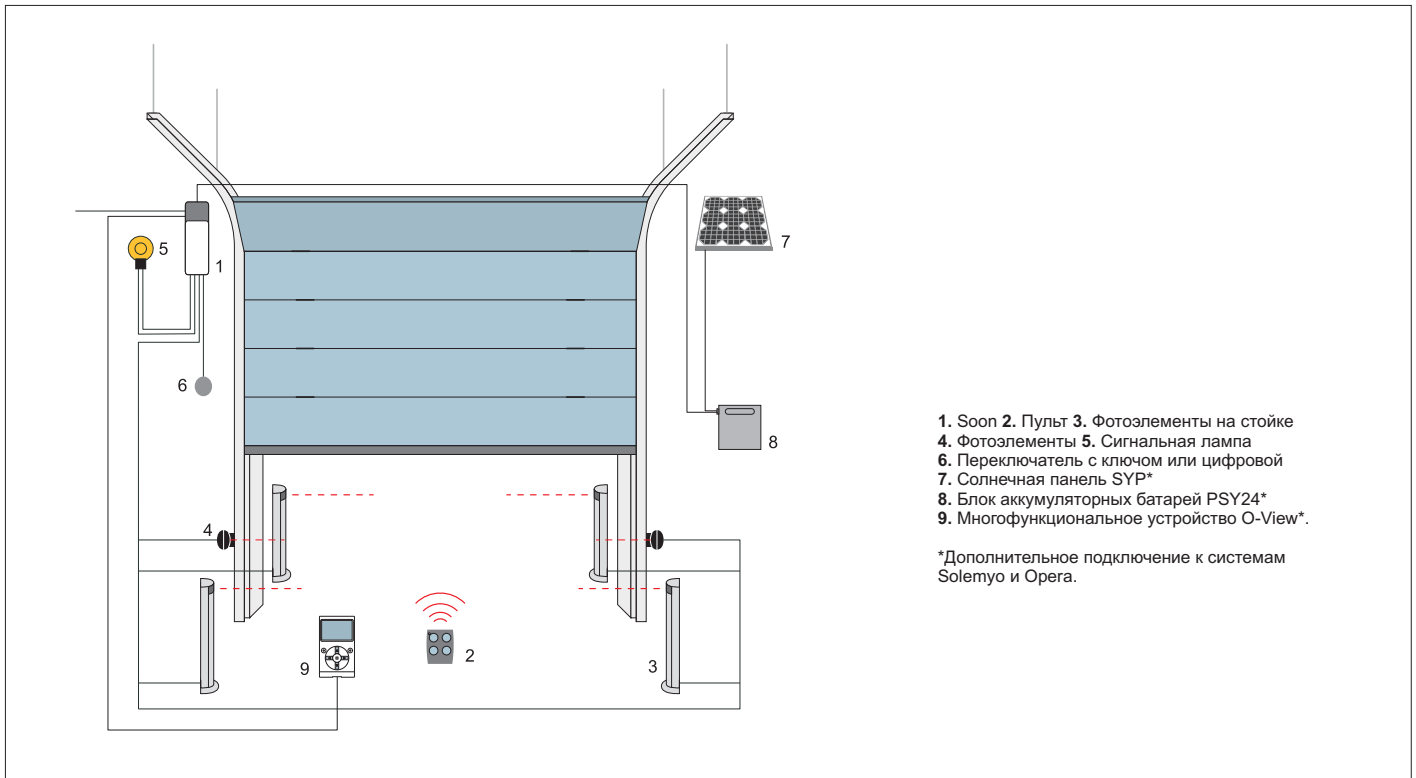 5
1
6
7
8
4
9
2
3
1. Soon 2. Пульт 3. Фотоэлементы на стойке
4. Фотоэлементы 5. Сигнальная лампа
6. Переключатель с ключом или цифровой
7. Солнечная панель SYP*
8. Блок аккумуляторных батарей PSY24*
9. Многофункциональное устройство O-View*.
*Дополнительное подключение к системам
Solemyo и Opera.